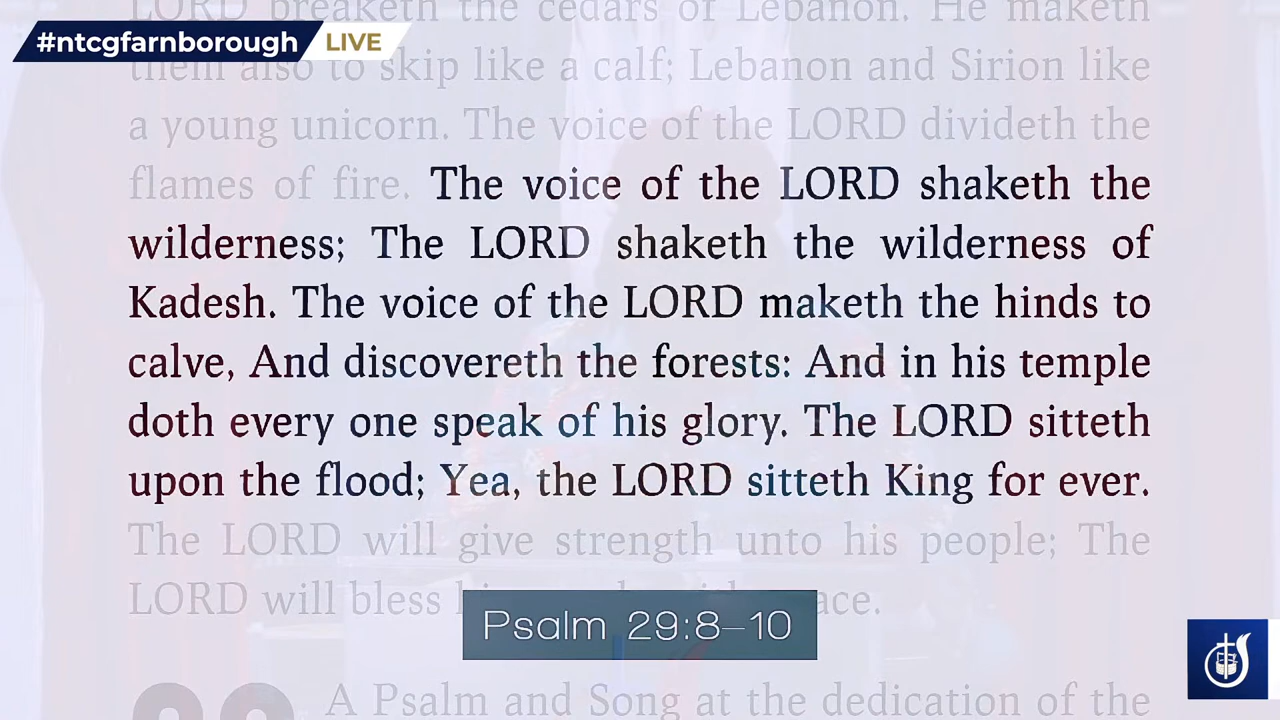 LORD breaketh the cedars of Lebanon. He maketh
#ntcgfarnborough LIVE
them also to skip like a calf; Lebanon and Sirion like
a young unicorn. The voice of the LORD divideth the
flames of fire. The voice of the LORD shaketh the
wilderness; The LORD shaketh the wilderness of
Kadesh. The voice of the LORD maketh the hinds to
calve, And discovereth the forests: And in his temple
doth every one speak of his glory. The LORD sitteth
upon the flood; Yea, the LORD sitteth King for ever.
The LORD will give strength unto his people; The
LORD will bless
Psalm 29:8–10
A Psalm and Song at the dedication of the